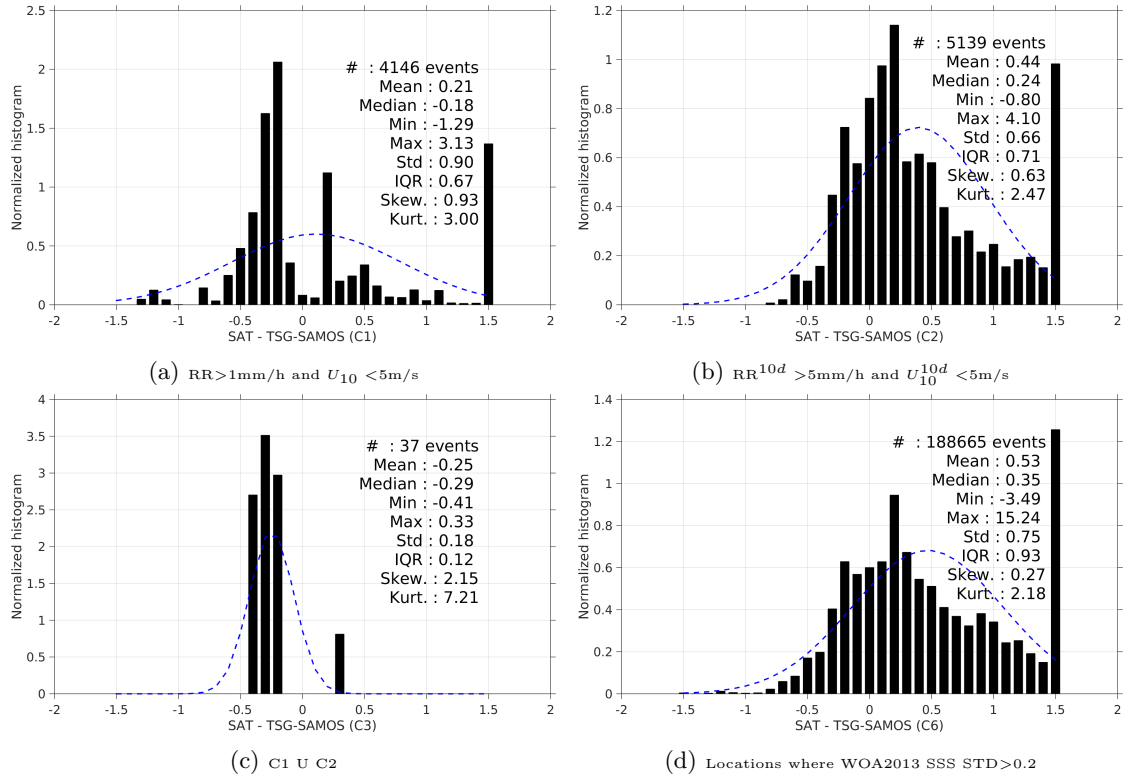 2.5
2
1.5
1
0.5
0
-2
-1.5
-1
-0.5
0
0.5
1
1.5
2
Normalized histogram
SAT - TSG-SAMOS (C1)
# : 4146 events
Mean : 0.21
Median : -0.18
Min : -1.29
Max : 3.13
Std : 0.90
IQR : 0.67
Skew. : 0.93
Kurt. : 3.00
(a) RR>1mm/h and U10 <5m/s
1.2
1
0.8
0.6
0.4
0.2
0
-2
-1.5
-1
-0.5
0
0.5
1
1.5
2
Normalized histogram
SAT - TSG-SAMOS (C2)
# : 5139 events
Mean : 0.44
Median : 0.24
Min : -0.80
Max : 4.10
Std : 0.66
IQR : 0.71
Skew. : 0.63
Kurt. : 2.47
(b) RR^10d >5mm/h and U_10^10d <5m/s
4
3.5
3
2.5
2
1.5
1
0.5
0
-2
-1.5
-1
-0.5
0
0.5
1
1.5
2
Normalized histogram
SAT - TSG-SAMOS (C3)
# : 37 events
Mean : -0.25
Median : -0.29
Min : -0.41
Max : 0.33
Std : 0.18
IQR : 0.12
Skew. : 2.15
Kurt. : 7.21
(c) C1 U C2
1.4
1.2
1
0.8
0.6
0.4
0.2
0
-2
-1.5
-1
-0.5
0
0.5
1
1.5
2
Normalized histogram
SAT - TSG-SAMOS (C6)
# : 188665 events
Mean : 0.53
Median : 0.35
Min : -3.49
Max : 15.24
Std : 0.75
IQR : 0.93
Skew. : 0.27
Kurt. : 2.18
(d) Locations where WOA2013 SSS STD>0.2